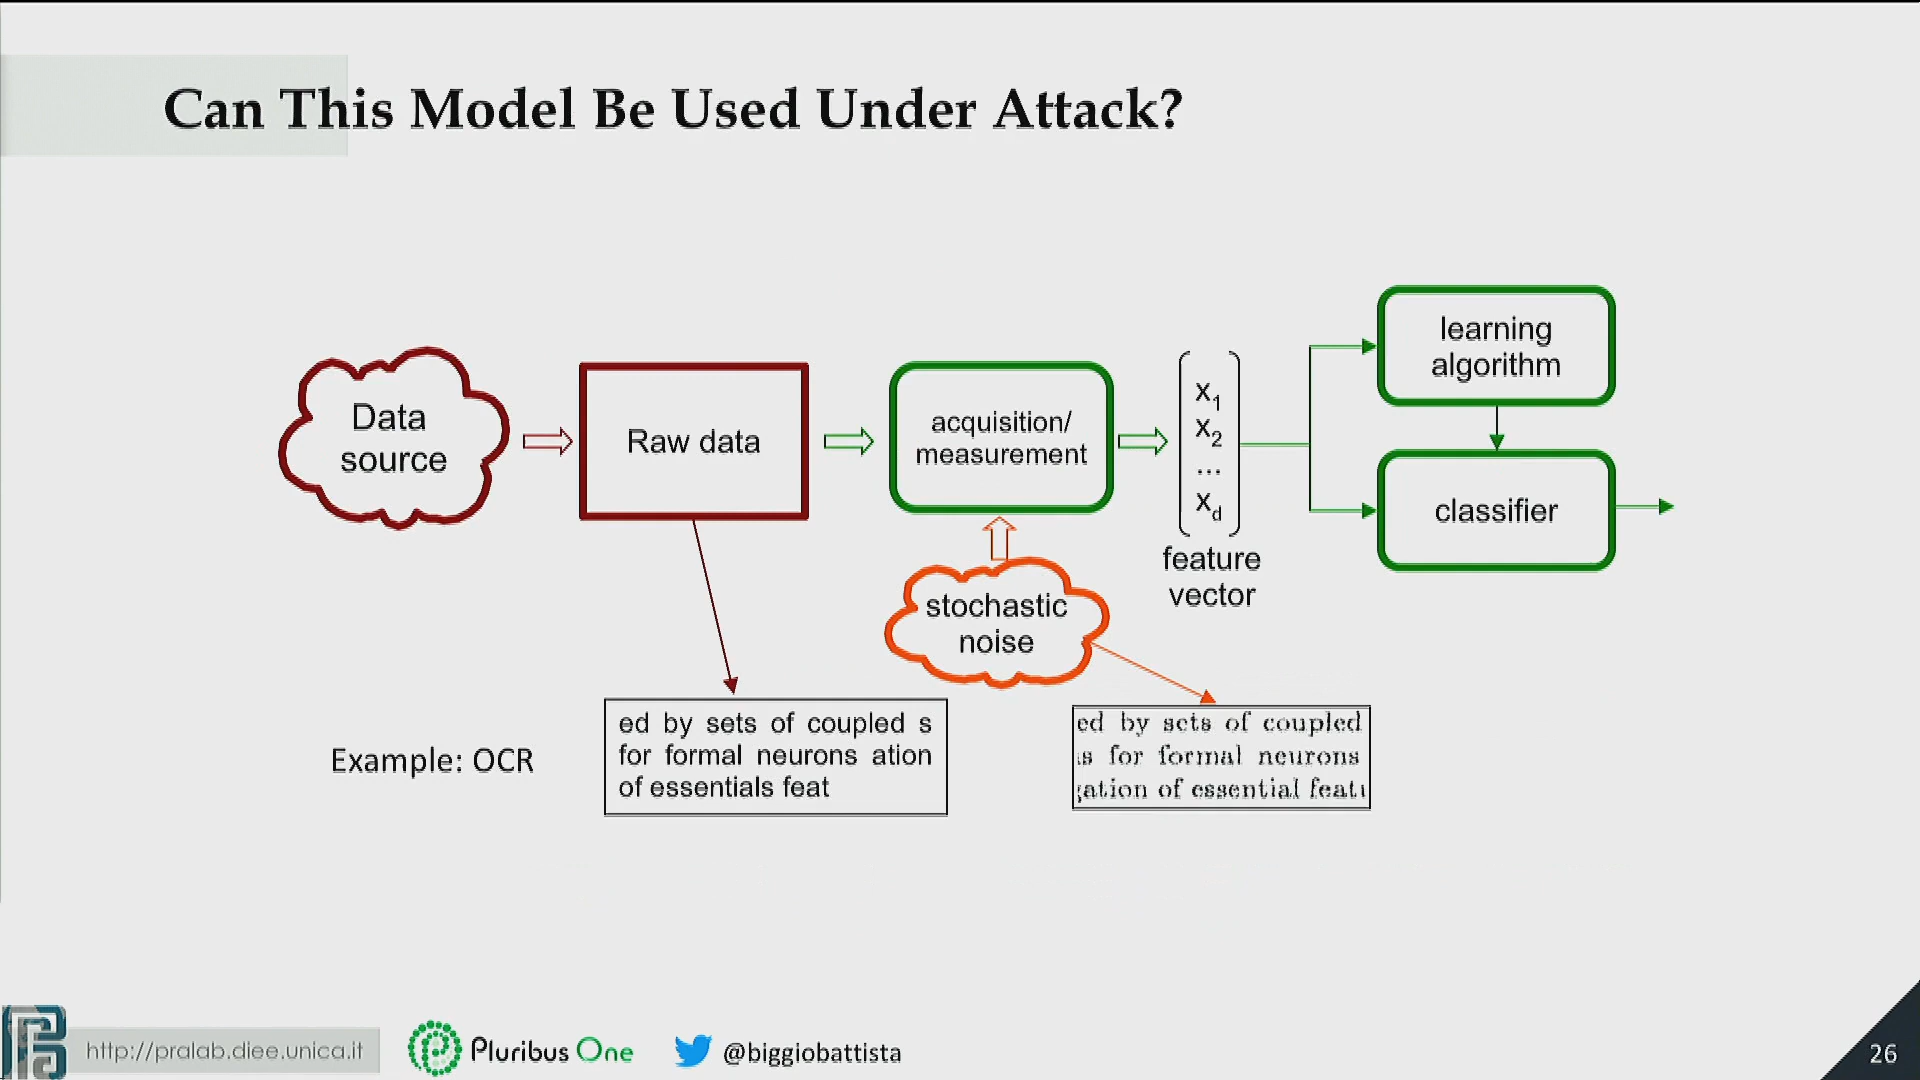 Can This Model Be Used Under Attack?
Data
source
Raw data
acquisition/
measurement
x1
x2
...
xd
feature
vector
learning
algorithm
classifier
stochastic
noise
Example: OCR
ed by sets of coupled s
for formal neurons ation
of essentials feat
ed by sets of coupled
s for formal neurons
ation of essential feat
http://pralab.diee.unica.it
Pluribus One
@biggiobattista
26